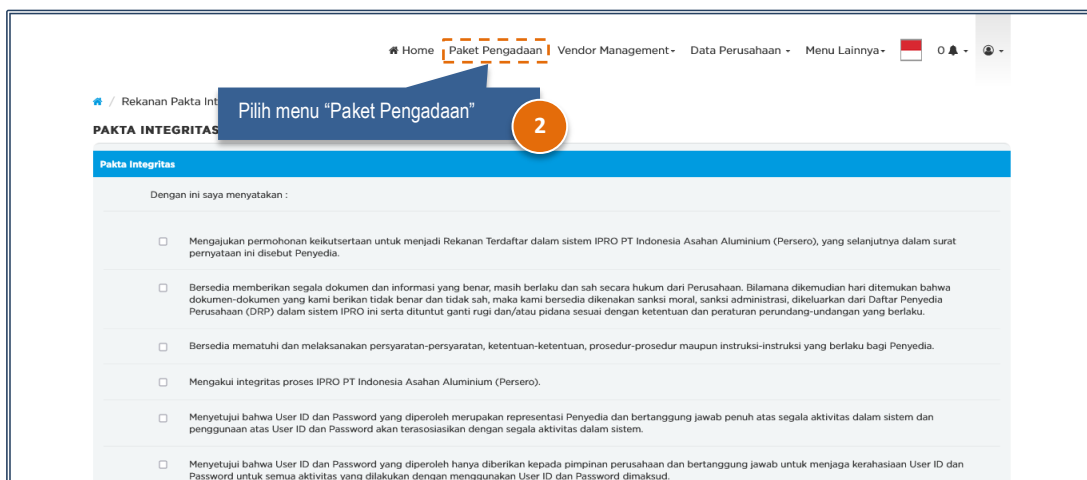 Home Paket Pengadaan Vendor Management Data Perusahaan Menu Lainnya 0
/ Rekanan Pakta Int
Pilih menu “Paket Pengadaan”
2
PAKTA INTEGRITAS
Pakta Integritas
Dengan ini saya menyatakan :
Mengajukan permohonan keikutsertaan untuk menjadi Rekanan Terdaftar dalam sistem IPRO PT Indonesia Asahan Aluminium (Persero), yang selanjutnya dalam surat
pernyataan ini disebut Penyedia.
Bersedia memberikan segala dokumen dan informasi yang benar, masih berlaku dan sah secara hukum dari Perusahaan. Bilamana dikemudian hari ditemukan bahwa
dokumen-dokumen yang kami berikan tidak benar dan tidak sah, maka kami bersedia dikenakan sanksi moral, sanksi administrasi, dikeluarkan dari Daftar Penyedia
Perusahaan (DRP) dalam sistem IPRO ini serta dituntut ganti rugi dan/atau pidana sesuai dengan ketentuan dan peraturan perundang-undangan yang berlaku.
Bersedia mematuhi dan melaksanakan persyaratan-persyaratan, ketentuan-ketentuan, prosedur-prosedur maupun instruksi-instruksi yang berlaku bagi Penyedia.
Mengakui integritas proses IPRO PT Indonesia Asahan Aluminium (Persero).
Menyetujui bahwa User ID dan Password yang diperoleh merupakan representasi Penyedia dan bertanggung jawab penuh atas segala aktivitas dalam sistem dan
penggunaan atas User ID dan Password akan terasosiasikan dengan segala aktivitas dalam sistem.
Menyetujui bahwa User ID dan Password yang diperoleh hanya diberikan kepada pimpinan perusahaan dan bertanggung jawab untuk menjaga kerahasiaan User ID dan
Password untuk semua aktivitas yang dilakukan dengan menggunakan User ID dan Password dimaksud.